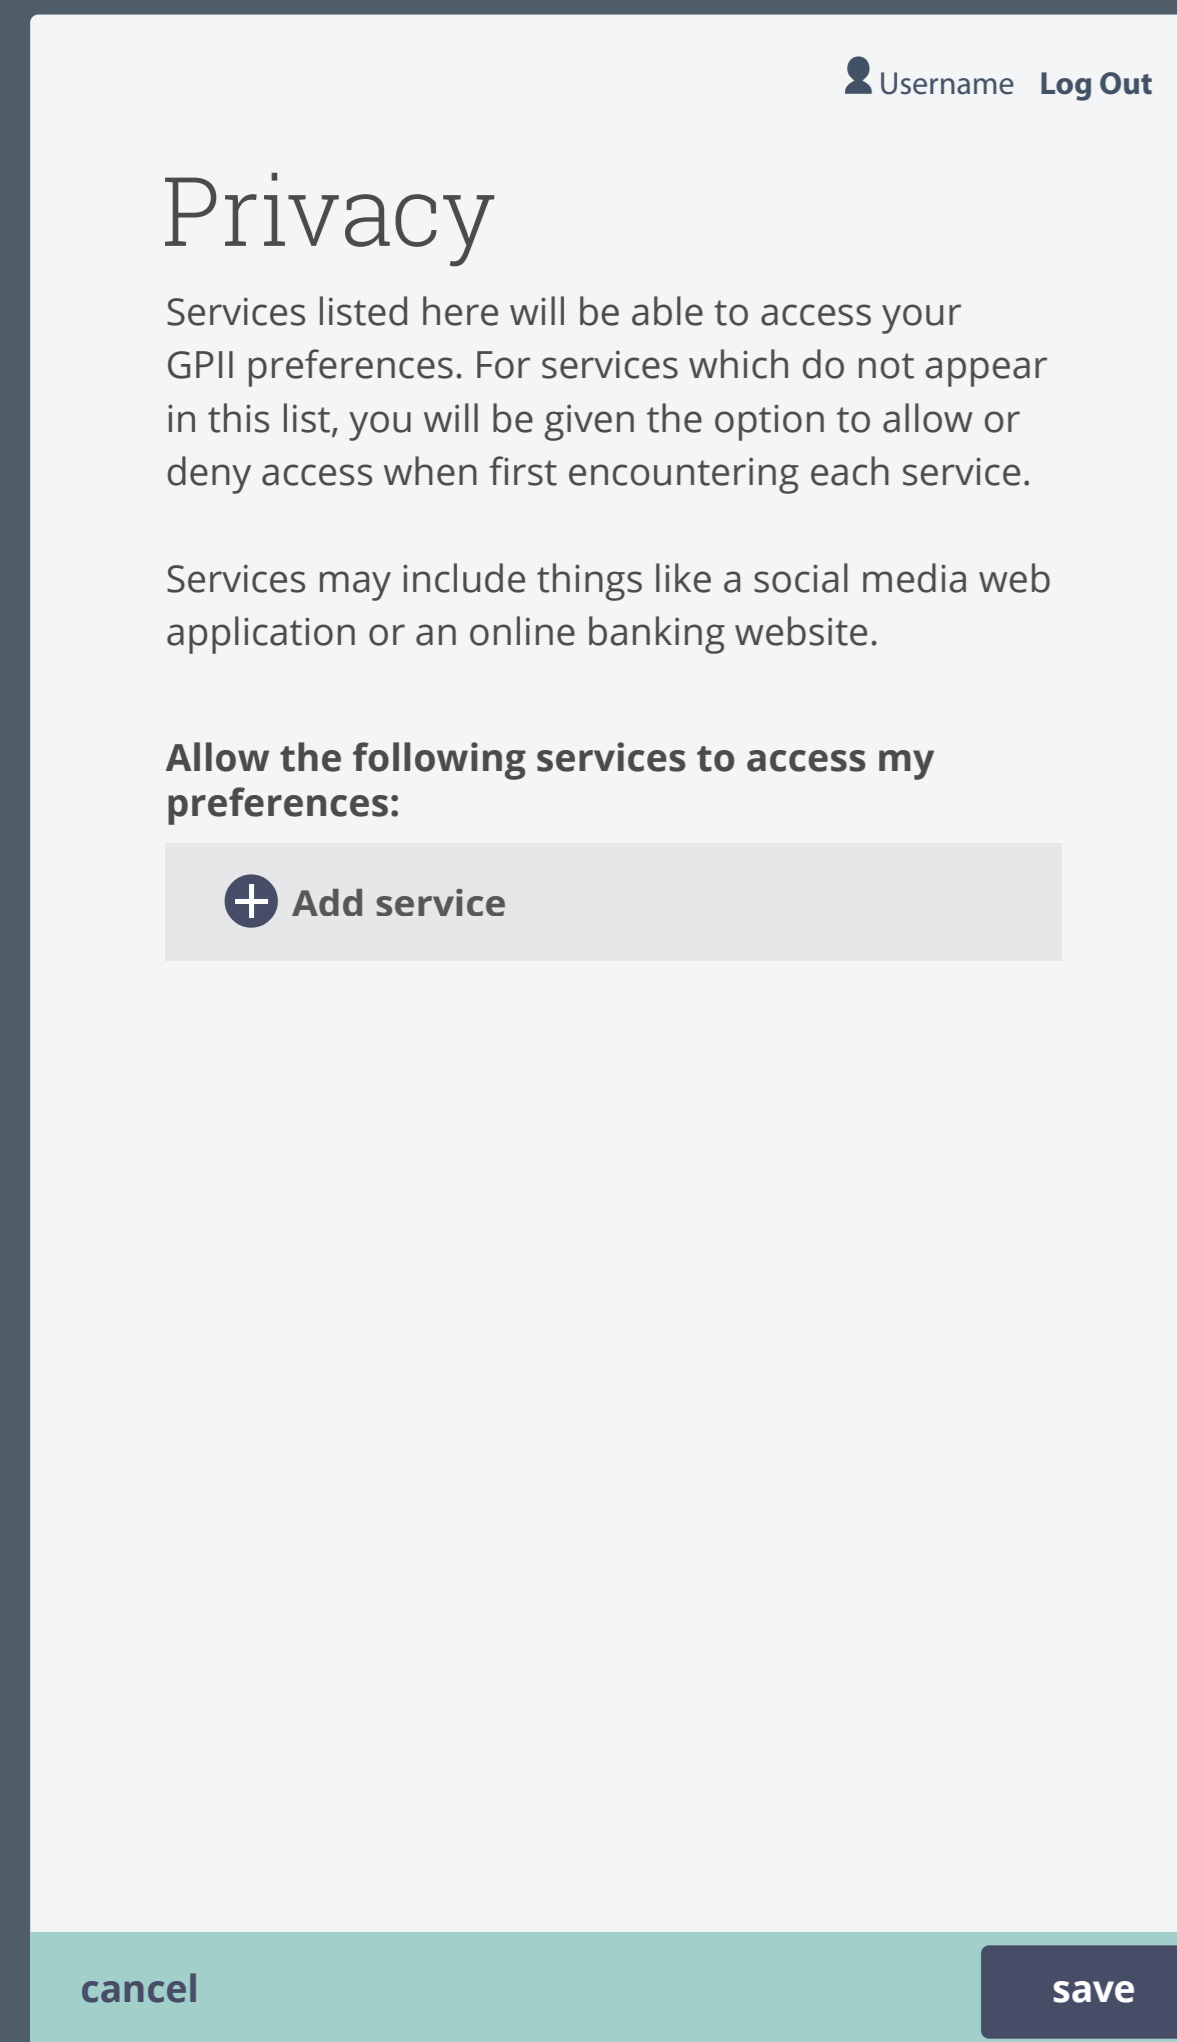 Username Log Out
Privacy
Services listed here will be able to access your
GPII preferences. For services which do not appear
in this list, you will be given the option to allow or
deny access when first encountering each service.
Services may include things like a social media web
application or an online banking website.
Allow the following services to access my
preferences:
Add service
cancel save